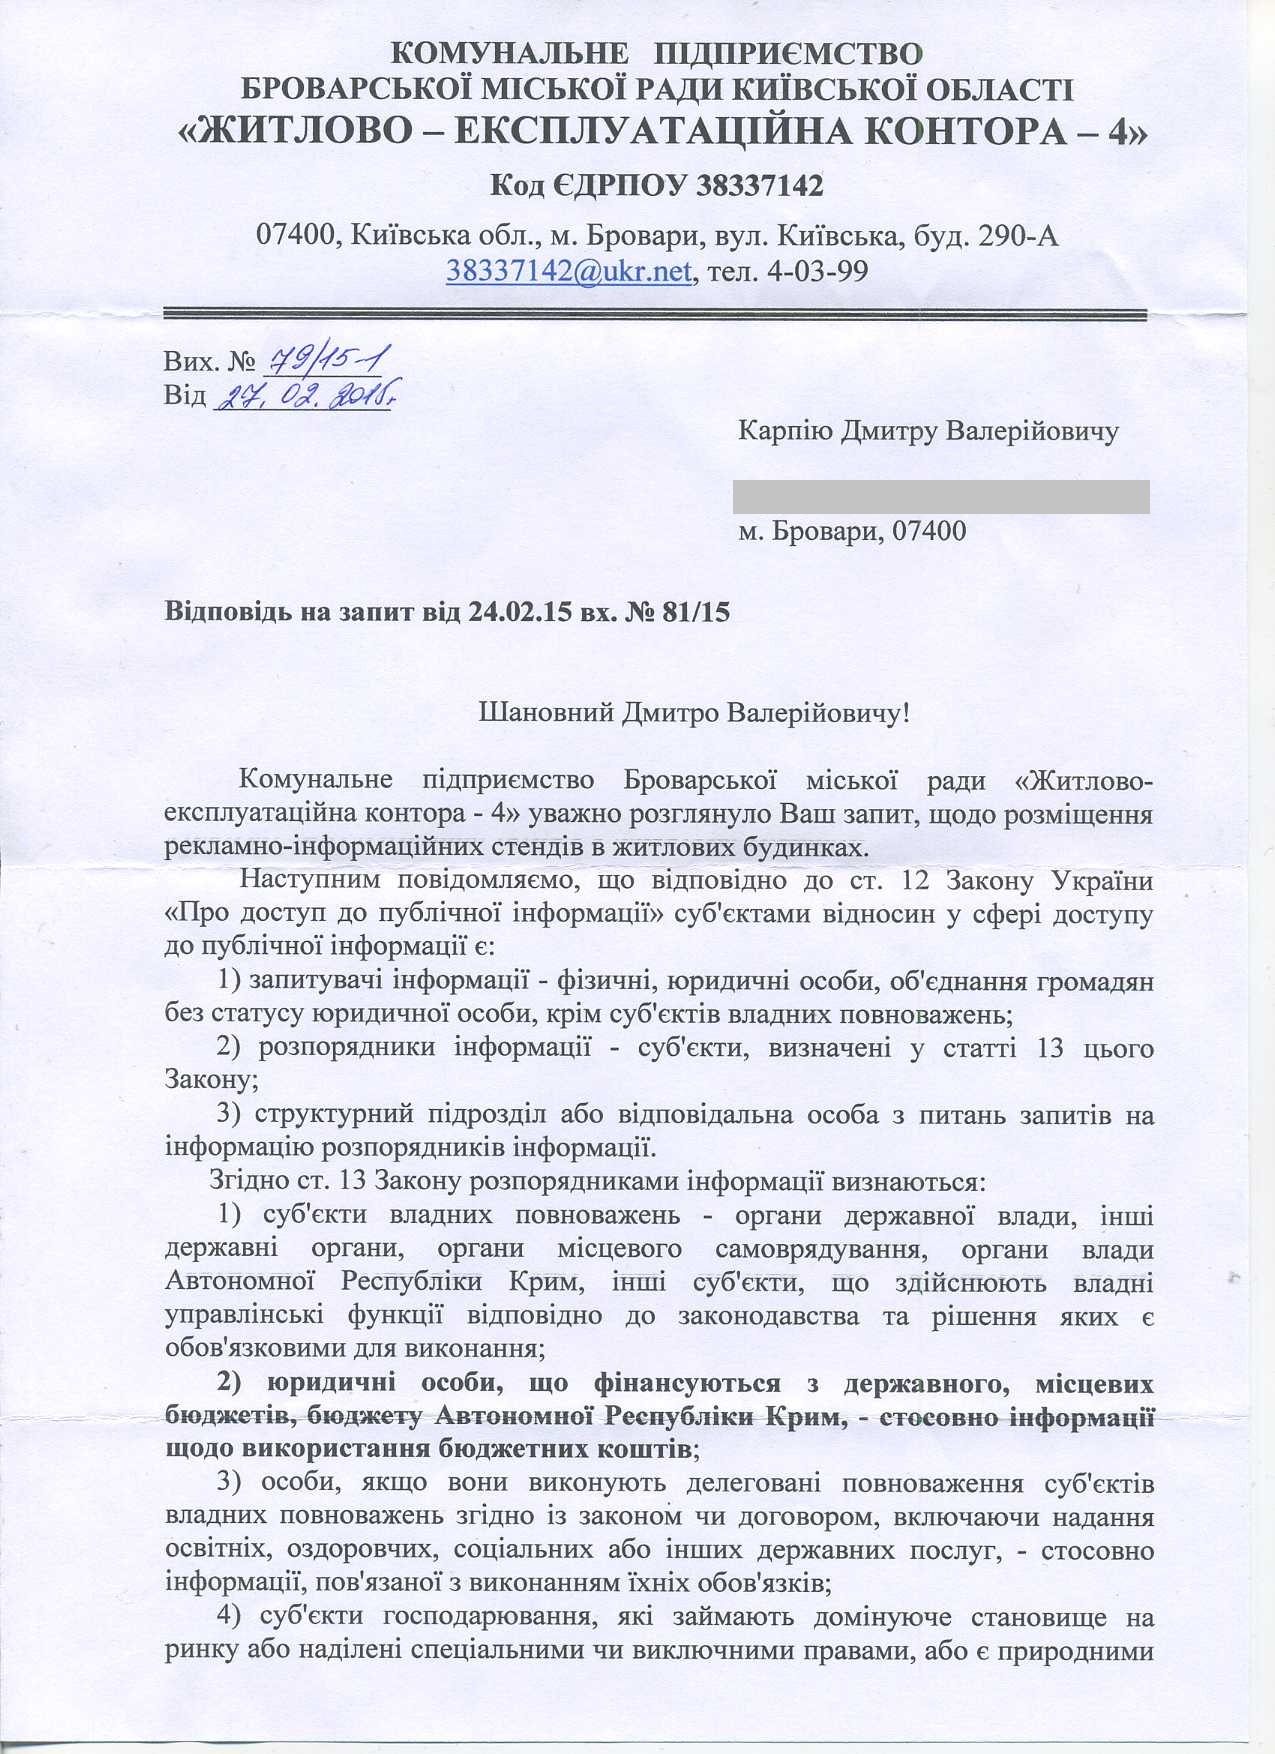 КОМУНАЛЬНЕ ПІДПРИЄМСТВО
БРОВАРСЬКОЇ МІСЬКОЇ РАДИ КИЇВСЬКОЇ ОБЛАСТІ
«ЖИТЛОВО – ЕКСПЛУАТАЦІЙНА КОНТОРА – 4»
Код ЄДРПОУ 38337142
07400, Київська обл., м. Бровари, вул. Київська, буд. 290-А
38337142@ukr.net, тел. 4-03-99
Вих. № 79/15-1
Від 27.02.2015г.
Карпію Дмитру Валерійовичу
м. Бровари, 07400
Відповідь на запит від 24.02.15 вх. № 81/15
Шановний Дмитро Валерійовичу!
Комунальне підприємство Броварської міської ради «Житлово-
експлуатаційна контора - 4» уважно розглянуло Ваш запит, щодо розміщення
рекламно-інформаційних стендів в житлових будинках.
Наступним повідомляємо, що відповідно до ст. 12 Закону України
«Про доступ до публічної інформації» суб'єктами відносин у сфері доступу
до публічної інформації є:
1) запитувачі інформації - фізичні, юридичні особи, об'єднання громадян
без статусу юридичної особи, крім суб'єктів владних повноважень;
2) розпорядники інформації - суб'єкти, визначені у статті 13 цього
Закону;
3) структурний підрозділ або відповідальна особа з питань запитів на
інформацію розпорядників інформації.
Згідно ст. 13 Закону розпорядниками інформації визнаються:
1) суб'єкти владних повноважень - органи державної влади, інші
державні органи, органи місцевого самоврядування, органи влади
Автономної Республіки Крим, інші суб'єкти, що здійснюють владні
управлінські функції відповідно до законодавства та рішення яких є
обов'язковими для виконання;
2) юридичні особи, що фінансуються з державного, місцевих
бюджетів, бюджету Автономної Республіки Крим, - стосовно інформації
щодо використання бюджетних коштів;
3) особи, якщо вони виконують делеговані повноваження суб'єктів
владних повноважень згідно із законом чи договором, включаючи надання
освітніх, оздоровчих, соціальних або інших державних послуг, - стосовно
інформації, пов'язаної з виконанням їхніх обов'язків;
4) суб'єкти господарювання, які займають домінуюче становище на
ринку або наділені спеціальними чи виключними правами, або є природними